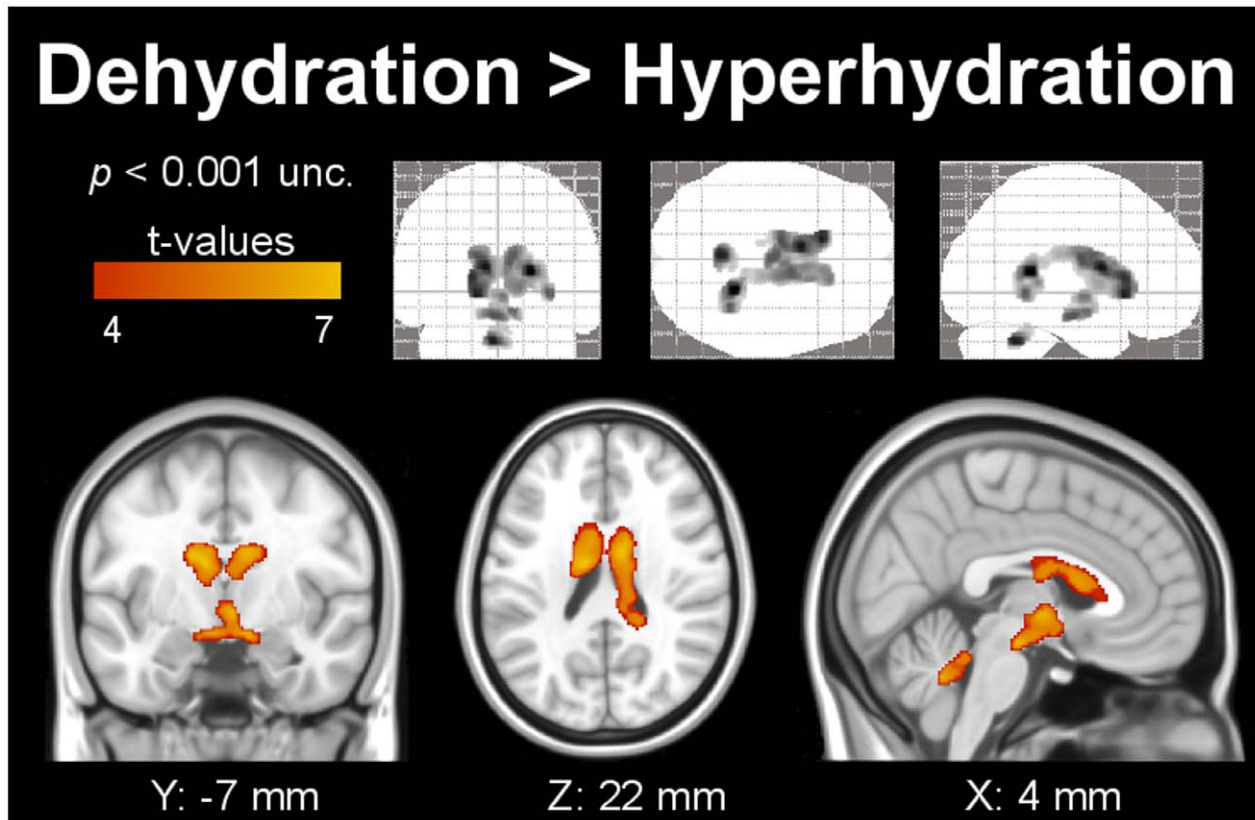 Dehydration > Hyperhydration
p < 0.001 unc.
t-values
4 7
Y: -7 mm Z: 22 mm X: 4 mm